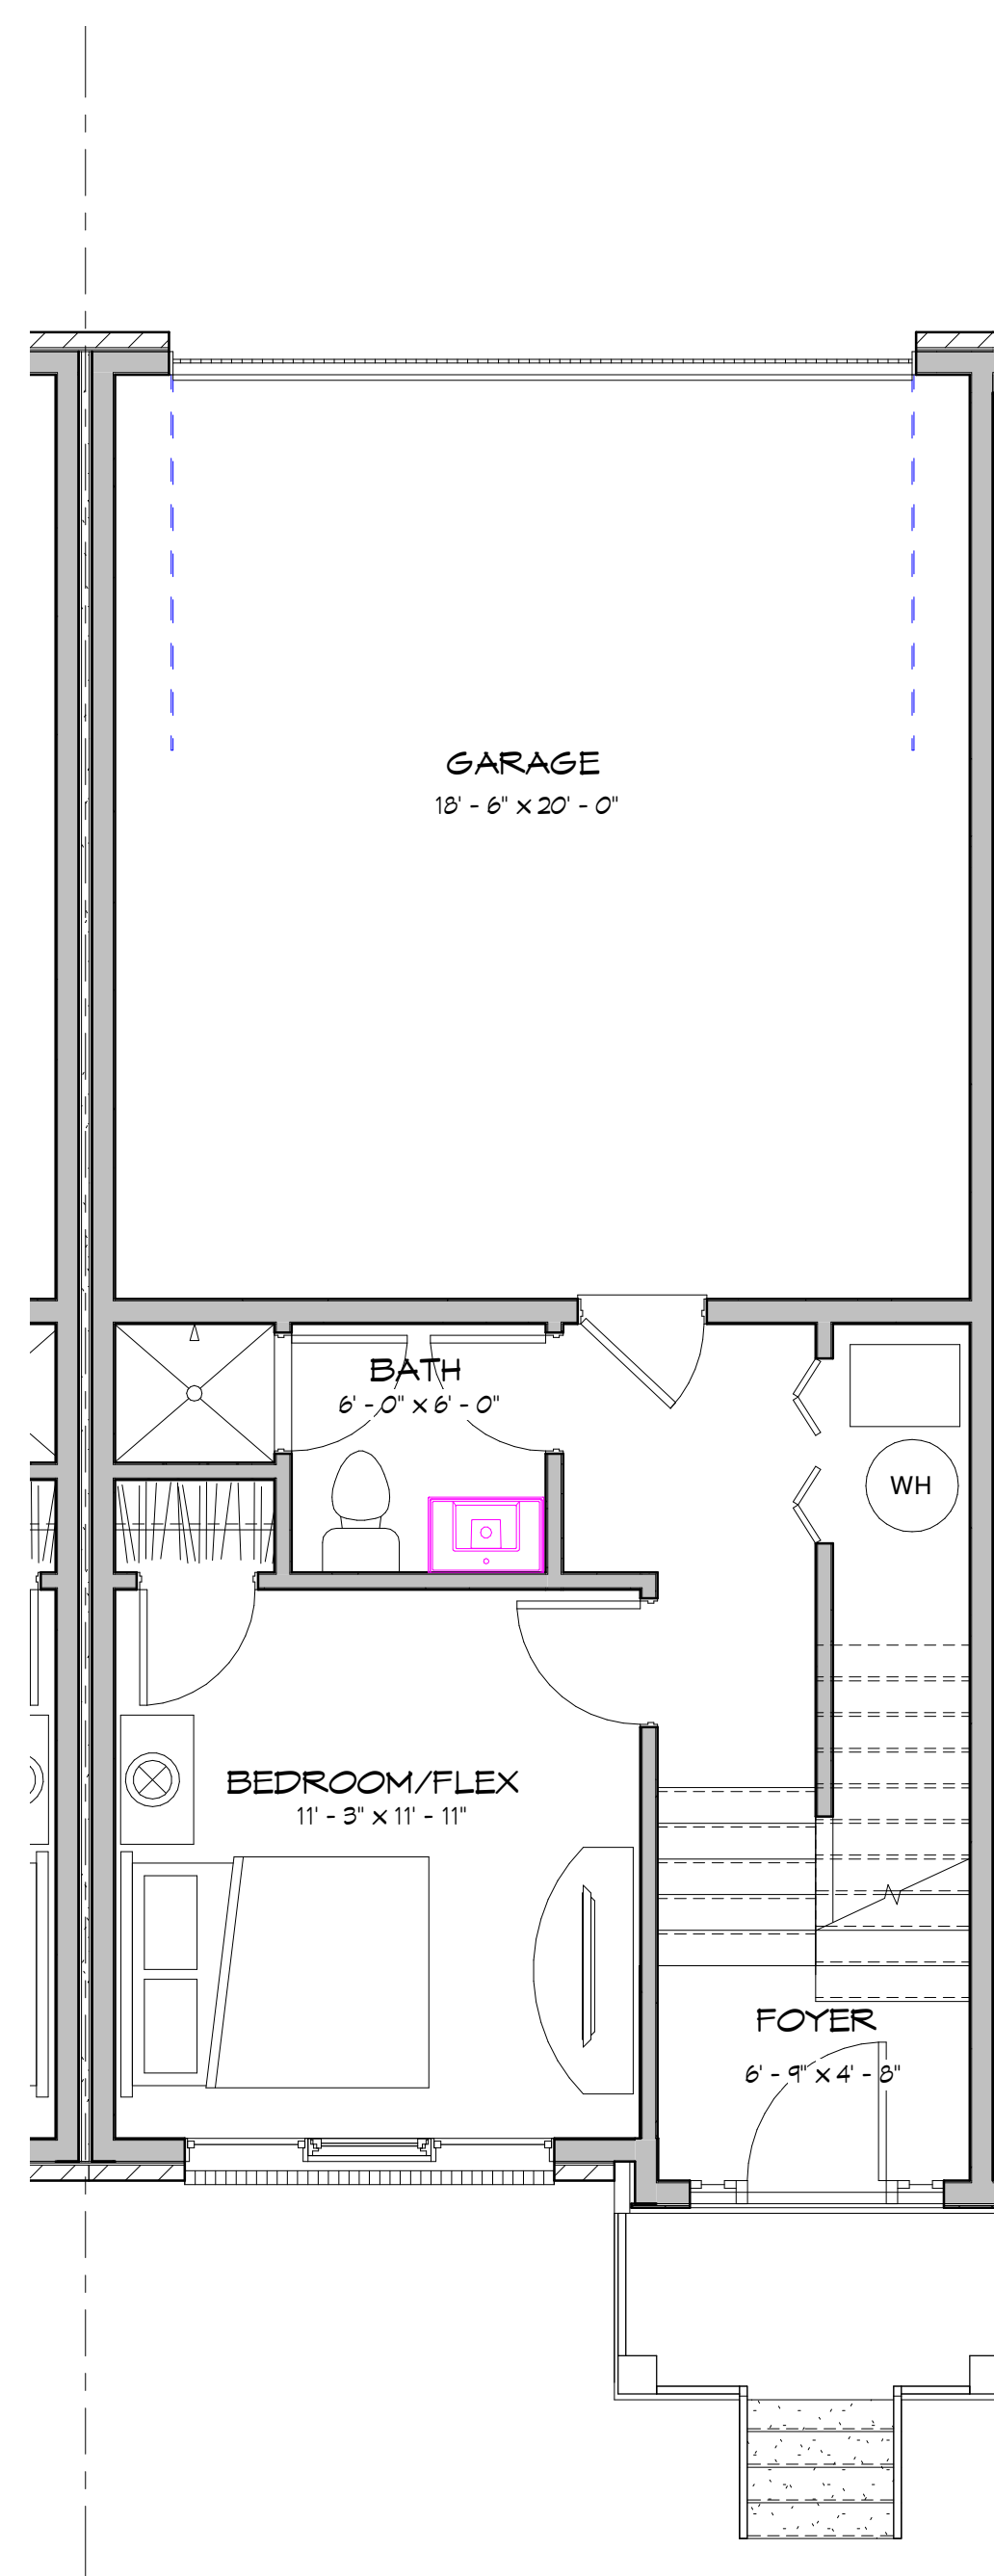 GARAGE
18' - 6" x 20' - 0"
BATH
6' - 0" x 6' - 0"
WH
BEDROOM/FLEX
11' - 3" x 11' - 11"
FOYER
6' - 9" x 4' - 8"